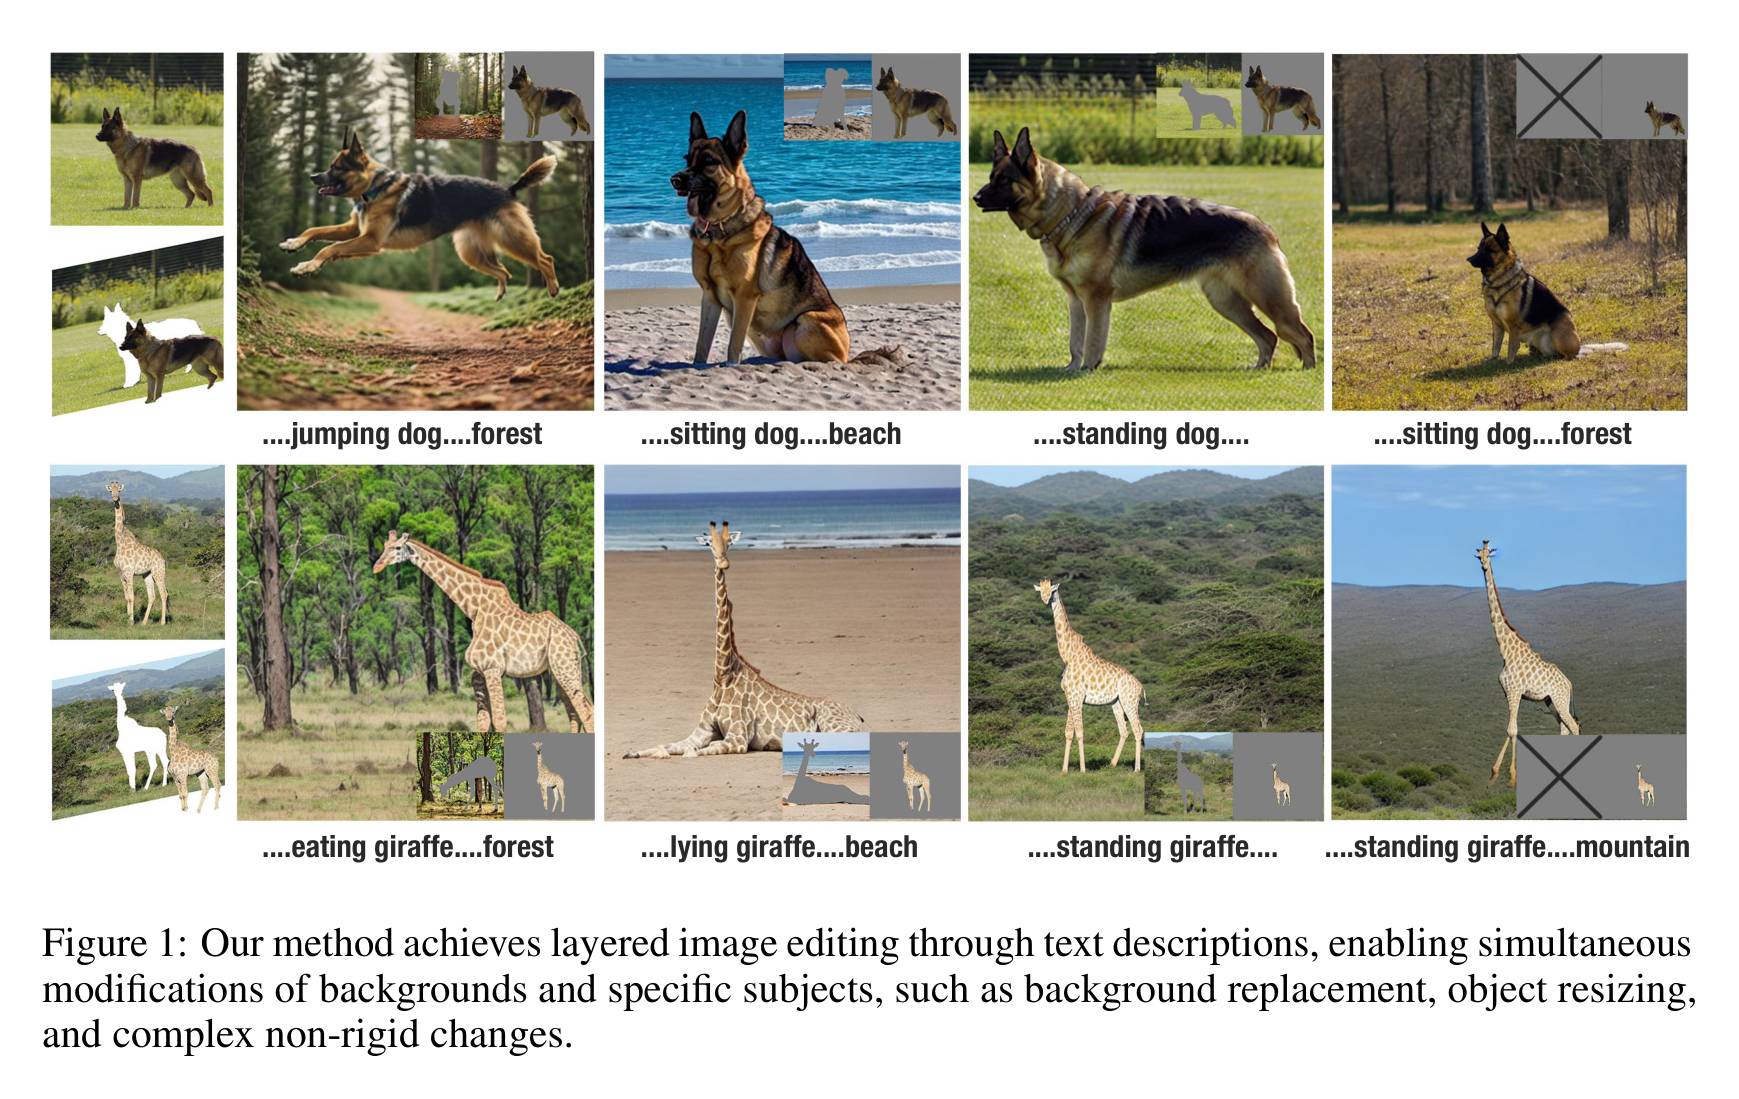 ....jumping dog....forest
....sitting dog....beach
....standing dog....
....sitting dog....forest
....eating giraffe....forest
....lying giraffe....beach
....standing giraffe....
....standing giraffe....mountain
Figure 1: Our method achieves layered image editing through text descriptions, enabling simultaneous
modifications of backgrounds and specific subjects, such as background replacement, object resizing,
and complex non-rigid changes.